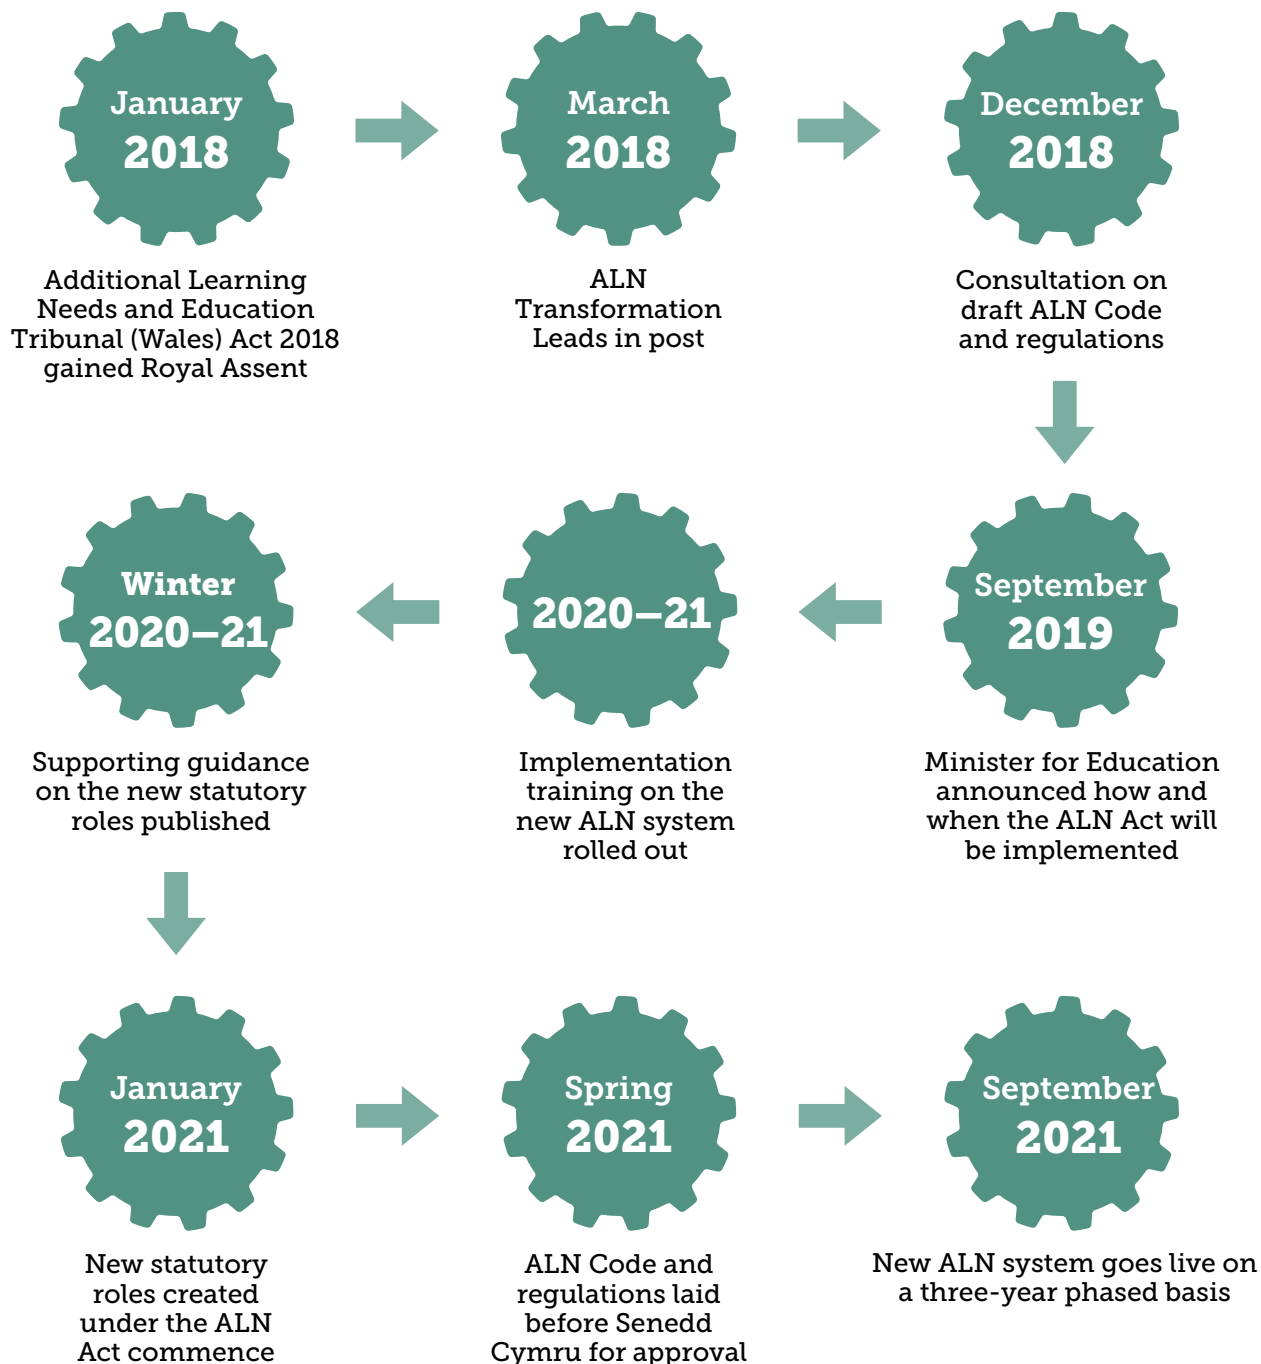 January
2018
Additional Learning
Needs and Education
Tribunal (Wales) Act 2018
gained Royal Assent
March
2018
ALN
Transformation
Leads in post
December
2018
Consultation on
draft ALN Code
and regulations
September
2019
Minister for Education
announced how and
when the ALN Act will
be implemented
2020–21
Implementation
training on the
new ALN system
rolled out
Winter
2020–21
Supporting guidance
on the new statutory
roles published
January
2021
New statutory
roles created
under the ALN
Act commence
Spring
2021
ALN Code and
regulations laid
before Senedd
Cymru for approval
September
2021
New ALN system goes live on
a three-year phased basis